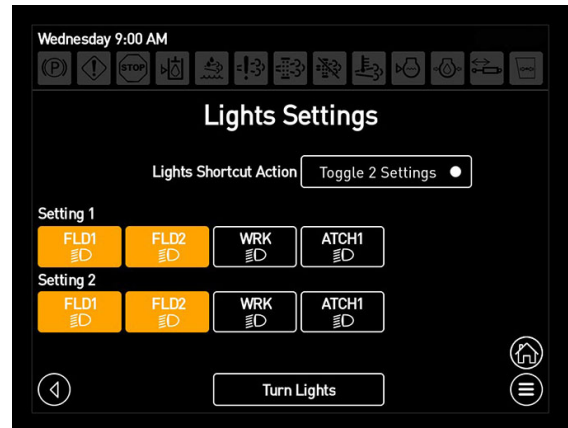 Wednesday 9:00 AM
(P) STOP
Lights Settings
Lights Shortcut Action Toggle 2 Settings
Setting 1
FLD1 FLD2 WRK ATCH1
Setting 2
FLD1 FLD2 WRK ATCH1
Turn Lights